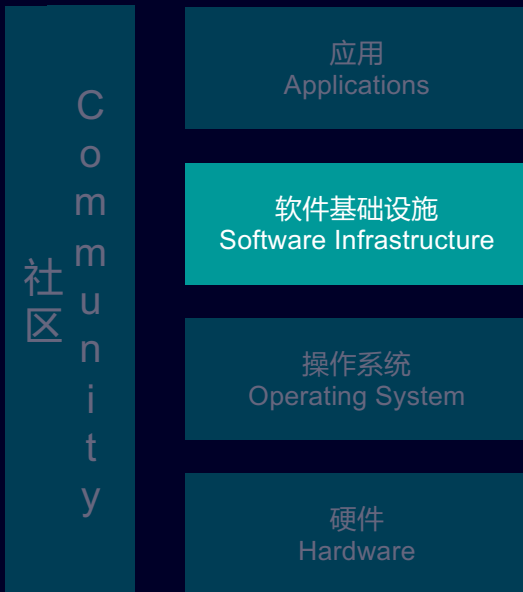 社区
Community
应用
Applications
软件基础设施
Software Infrastructure
操作系统
Operating System
硬件
Hardware